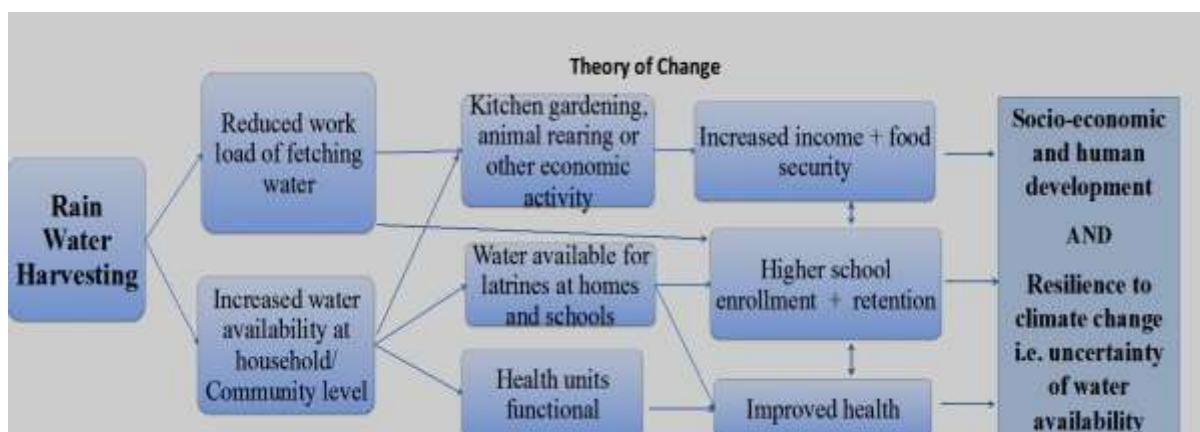 Theory of Change
Rain
Water
Harvesting
Reduced work
load of fetching
water
Increased water
availability at
household/
Community level
Kitchen gardening,
animal rearing or
other economic
activity
Water available for
latrines at homes
and schools
Health units
functional
Increased income + food
security
Higher school
enrollment + retention
Improved health
Socio-economic
and human
development
AND
Resilience to
climate change
i.e. uncertainty
of water
availability